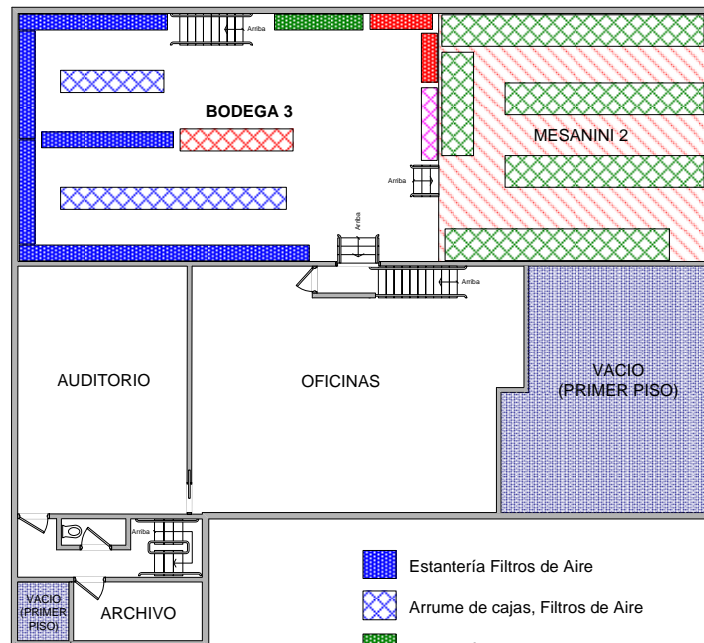 Arriba
BODEGA 3
MESANINI 2
Arriba
Arriba
Arriba
AUDITORIO
OFICINAS
VACIO
(PRIMER PISO)
Arriba
Estantería Filtros de Aire
VACIO
(PRIMER
PISO)
ARCHIVO
Arrume de cajas, Filtros de Aire